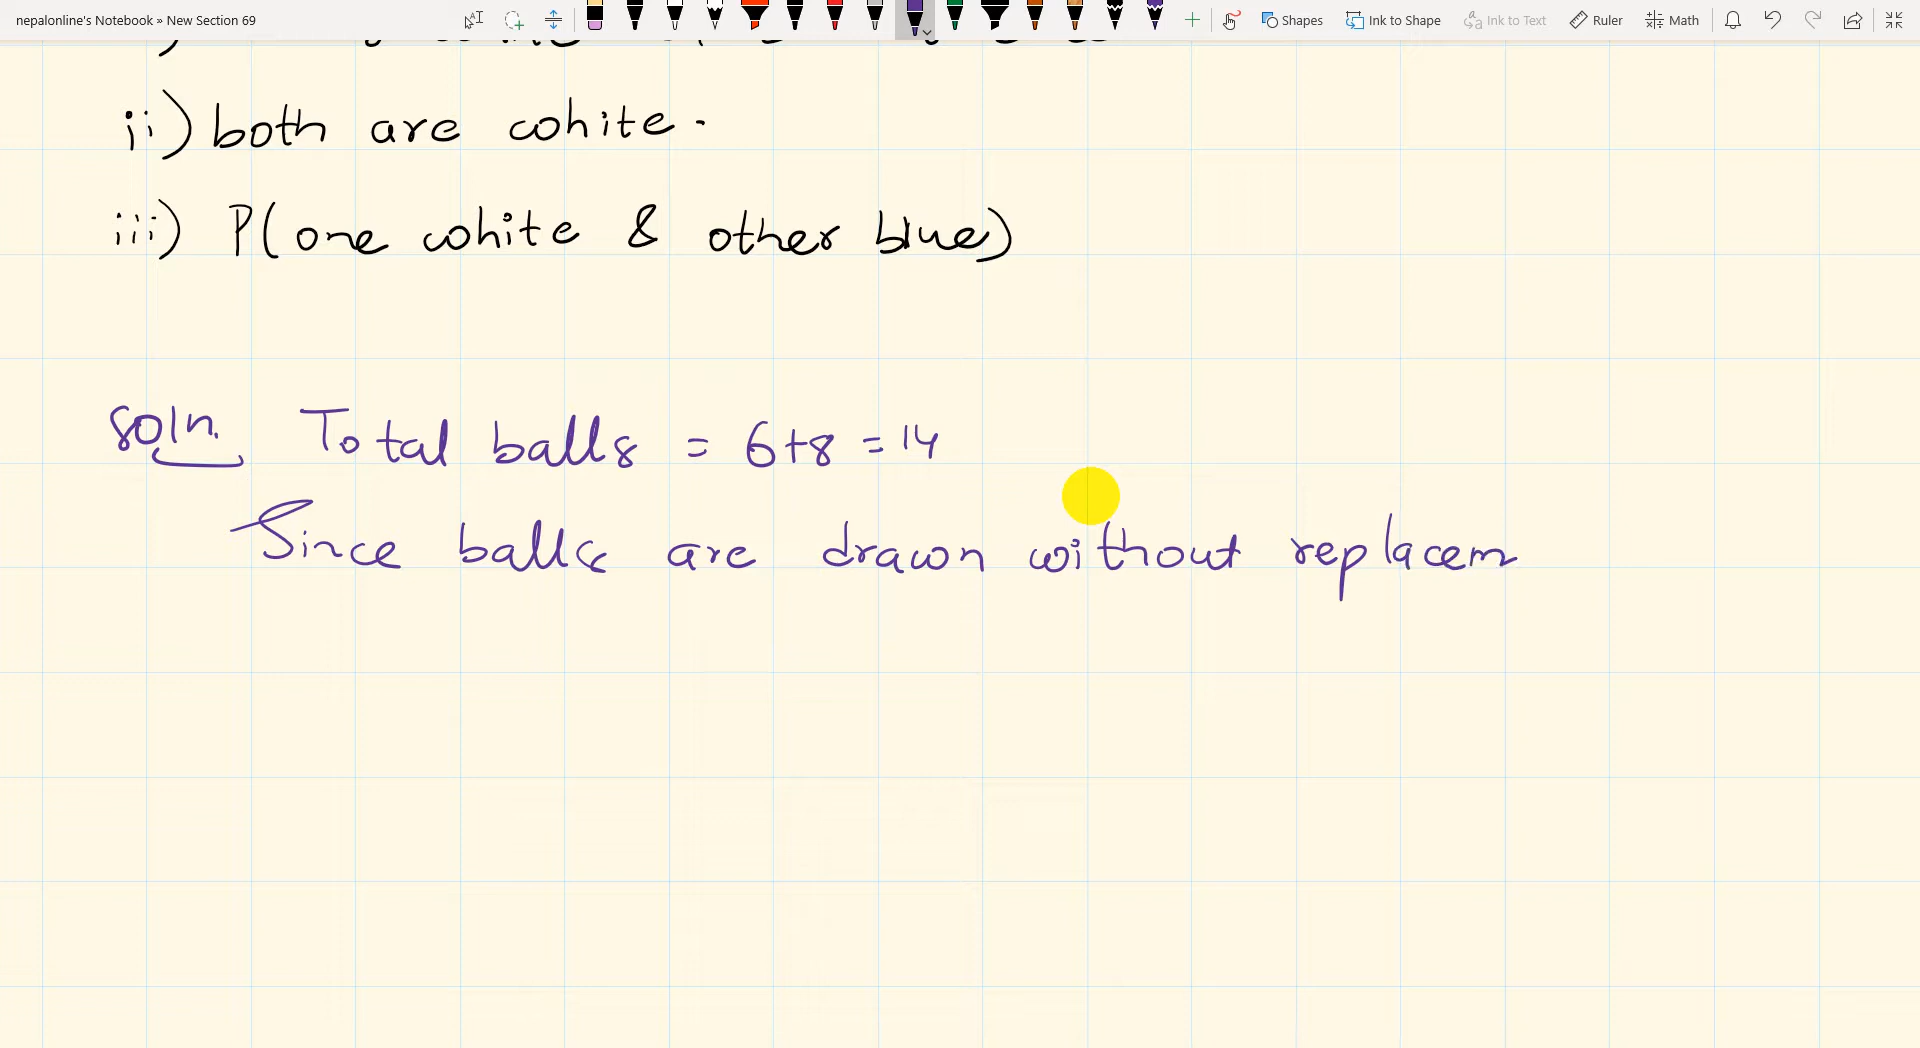 nepalonline's Notebook » New Section 69
Shapes Ink to Shape Ink to Text Ruler Math
ii) both are white.
iii) P(one white & other blue)
soln. Total balls = 6+8 = 14
Since balls are drawn without replacem